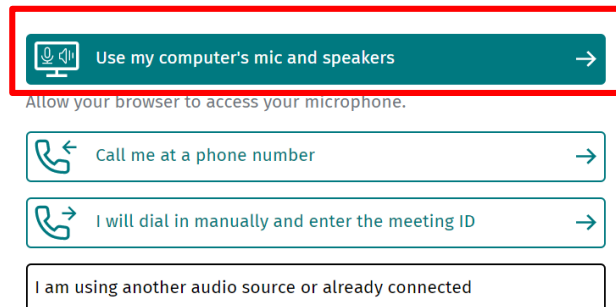 Use my computer's mic and speakers
Allow your browser to access your microphone.
Call me at a phone number
I will dial in manually and enter the meeting ID
I am using another audio source or already connected